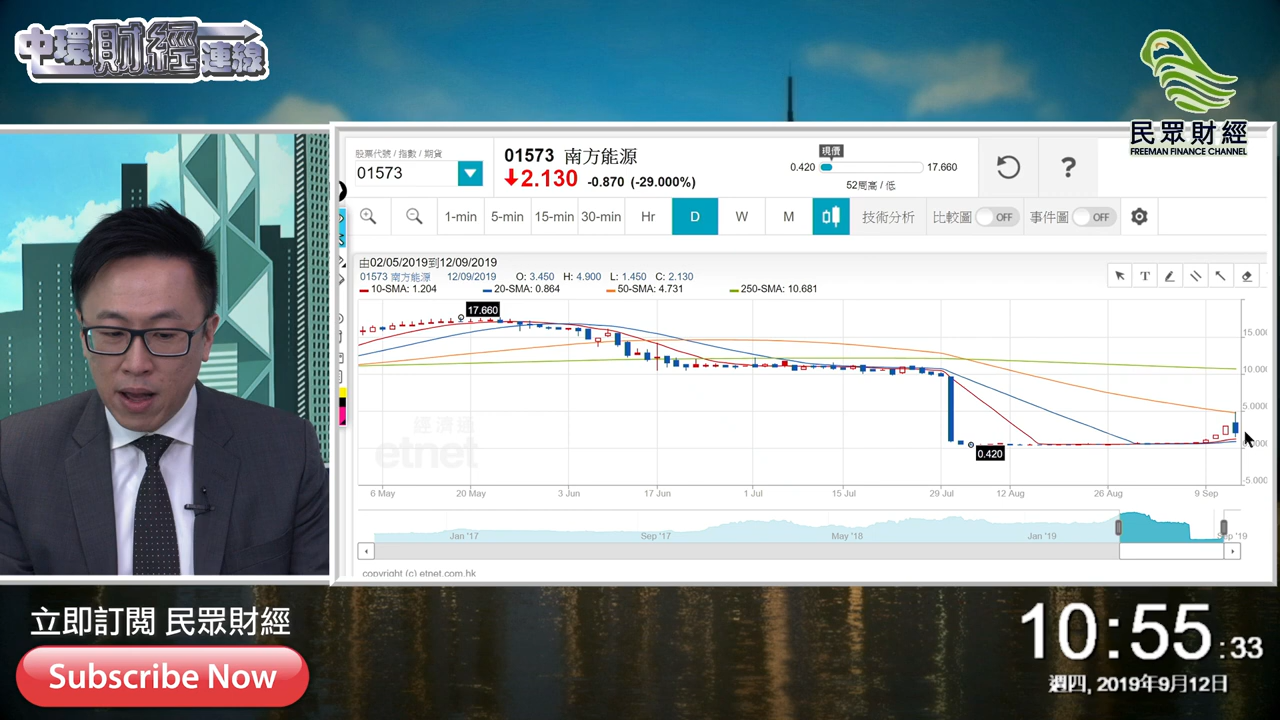 中環財經連線
民眾財經
FREEMAN FINANCE CHANNEL
股票代號 / 指數 / 期貨
01573
01573 南方能源
2.130 -0.870 (-29.000%)
現價
0.420 17.660
52周高 / 低
?
1-min 5-min 15-min 30-min Hr D W M 技術分析 比較圖 OFF 事件圖 OFF
由02/05/2019到12/09/2019
01573 南方能源 12/09/2019 O: 3.450 H: 4.900 L: 1.450 C: 2.130
10-SMA: 1.204 20-SMA: 0.864 50-SMA: 4.731 250-SMA: 10.681
T
17.660
15.000
10.000
5.0000
經濟通
etnet
0.420
-5.000
6 May 20 May 3 Jun 17 Jun 1 Jul 15 Jul 29 Jul 12 Aug 26 Aug 9 Sep
Jan '17 Sep '17 May '18 Jan '19 Sep '19
copyright (c) etnet.com.hk
立即訂閱 民眾財經
Subscribe Now
10:55:33
週四, 2019年9月12日